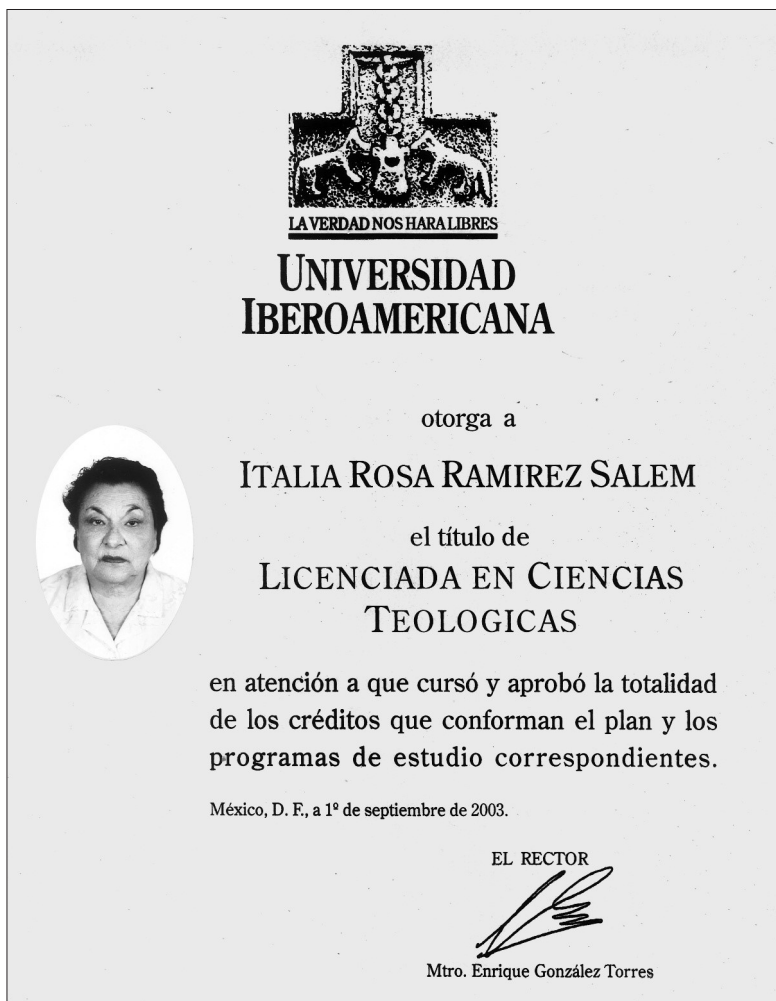 LA VERDAD NOS HARA LIBRES
UNIVERSIDAD
IBEROAMERICANA
otorga a
ITALIA ROSA RAMIREZ SALEM
el título de
LICENCIADA EN CIENCIAS
TEOLOGICAS
en atención a que cursó y aprobó la totalidad
de los créditos que conforman el plan y los
programas de estudio correspondientes.
México, D. F., a 1º de septiembre de 2003.
EL RECTOR
Mtro. Enrique González Torres